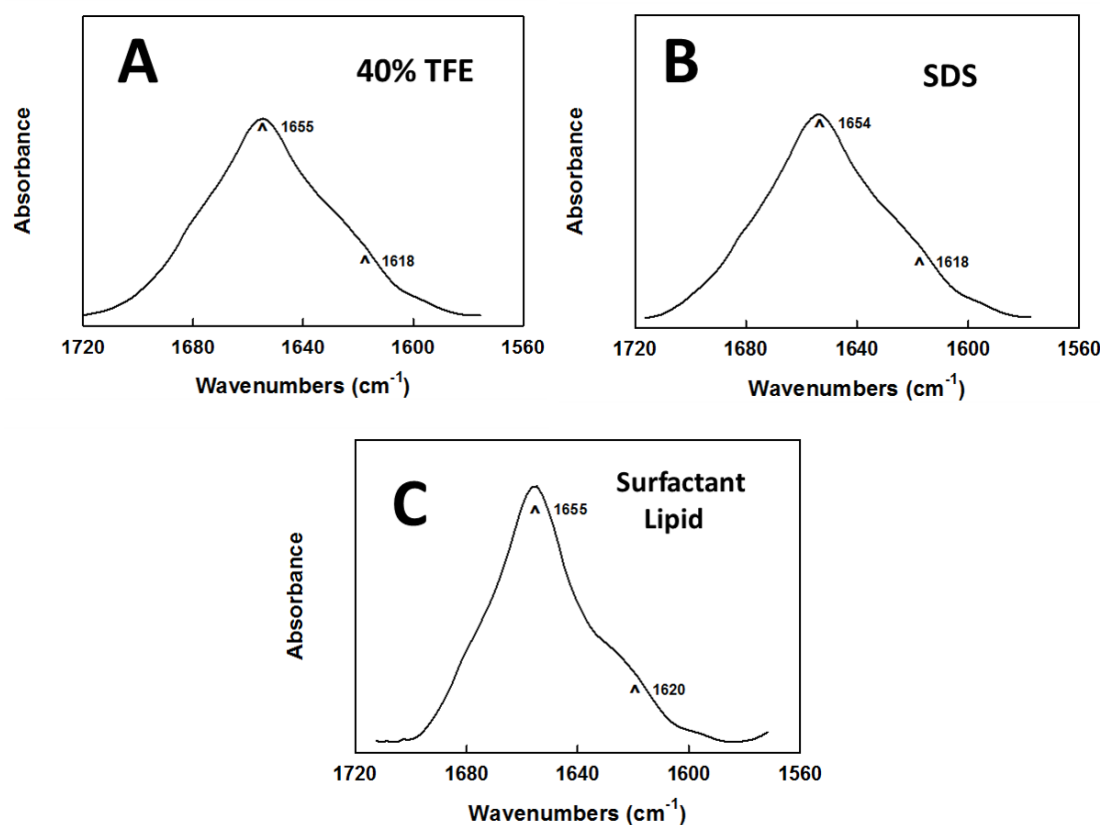 A
40% TFE
Absorbance
^ 1655
^ 1618
1720 1680 1640 1600 1560
Wavenumbers (cm⁻¹)
B
SDS
Absorbance
^ 1654
^ 1618
1720 1680 1640 1600 1560
Wavenumbers (cm⁻¹)
C
Surfactant
Lipid
Absorbance
^ 1655
^ 1620
1720 1680 1640 1600 1560
Wavenumbers (cm⁻¹)